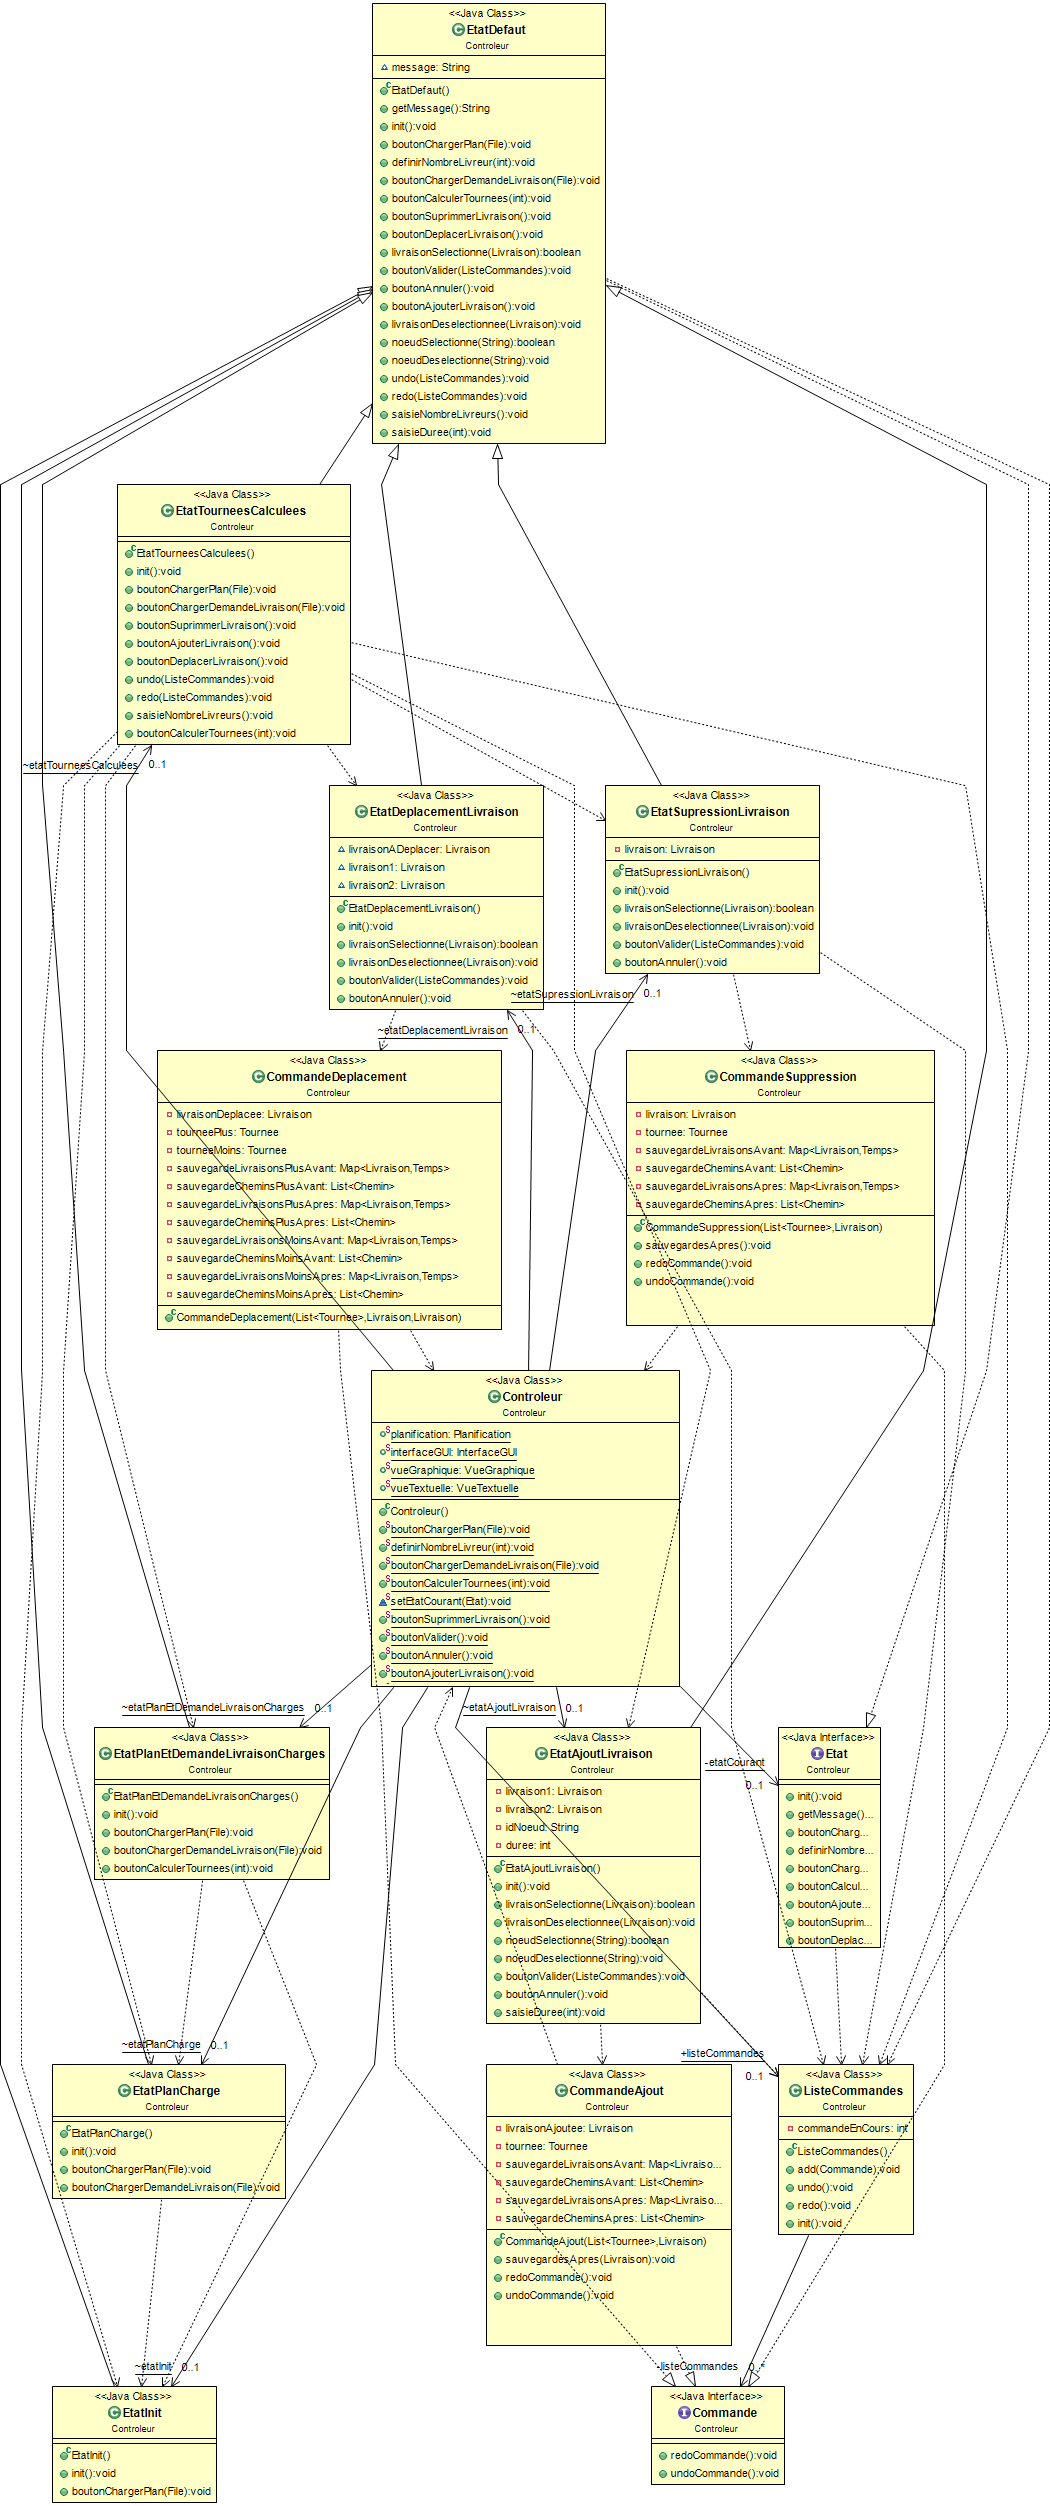 <<Java Class>>
EtatDefaut
Controleur
message: String
EtatDefaut()
getMessage():String
init():void
boutonChargerPlan(File):void
definirNombreLivreur(int):void
boutonChargerDemandeLivraison(File):void
boutonCalculerTournees(int):void
boutonSuprimmerLivraison():void
boutonDeplacerLivraison():void
livraisonSelectionne(Livraison):boolean
boutonValider(ListeCommandes):void
boutonAnnuler():void
boutonAjouterLivraison():void
livraisonDeselectionnee(Livraison):void
noeudSelectionne(String):boolean
noeudDeselectionne(String):void
undo(ListeCommandes):void
redo(ListeCommandes):void
saisieNombreLivreurs():void
saisieDuree(int):void
<<Java Class>>
EtatTourneesCalculees
Controleur
EtatTourneesCalculees()
init():void
boutonChargerPlan(File):void
boutonChargerDemandeLivraison(File):void
boutonSuprimmerLivraison():void
boutonAjouterLivraison():void
boutonDeplacerLivraison():void
undo(ListeCommandes):void
redo(ListeCommandes):void
saisieNombreLivreurs():void
boutonCalculerTournees(int):void
~etatTourneesCalculees 0..1
<<Java Class>>
EtatDeplacementLivraison
Controleur
livraisonADeplacer: Livraison
livraison1: Livraison
livraison2: Livraison
EtatDeplacementLivraison()
init():void
livraisonSelectionne(Livraison):boolean
livraisonDeselectionnee(Livraison):void
boutonValider(ListeCommandes):void
boutonAnnuler():void
<<Java Class>>
EtatSupressionLivraison
Controleur
livraison: Livraison
EtatSupressionLivraison()
init():void
livraisonSelectionne(Livraison):boolean
livraisonDeselectionnee(Livraison):void
boutonValider(ListeCommandes):void
boutonAnnuler():void
~etatSupressionLivraison 0..1
~etatDeplacementLivraison 0..1
<<Java Class>>
CommandeDeplacement
Controleur
livraisonDeplacee: Livraison
tourneePlus: Tournee
tourneeMoins: Tournee
sauvegardeLivraisonsPlusAvant: Map<Livraison,Temps>
sauvegardeCheminsPlusAvant: List<Chemin>
sauvegardeLivraisonsPlusApres: Map<Livraison,Temps>
sauvegardeCheminsPlusApres: List<Chemin>
sauvegardeLivraisonsMoinsAvant: Map<Livraison,Temps>
sauvegardeCheminsMoinsAvant: List<Chemin>
sauvegardeLivraisonsMoinsApres: Map<Livraison,Temps>
sauvegardeCheminsMoinsApres: List<Chemin>
CommandeDeplacement(List<Tournee>,Livraison,Livraison)
<<Java Class>>
CommandeSuppression
Controleur
livraison: Livraison
tournee: Tournee
sauvegardeLivraisonsAvant: Map<Livraison,Temps>
sauvegardeCheminsAvant: List<Chemin>
sauvegardeLivraisonsApres: Map<Livraison,Temps>
sauvegardeCheminsApres: List<Chemin>
CommandeSuppression(List<Tournee>,Livraison)
sauvegardesApres():void
redoCommande():void
undoCommande():void
<<Java Class>>
Controleur
Controleur
planification: Planification
interfaceGUI: InterfaceGUI
vueGraphique: VueGraphique
vueTextuelle: VueTextuelle
Controleur()
boutonChargerPlan(File):void
definirNombreLivreur(int):void
boutonChargerDemandeLivraison(File):void
boutonCalculerTournees(int):void
setEtatCourant(Etat):void
boutonSuprimmerLivraison():void
boutonValider():void
boutonAnnuler():void
boutonAjouterLivraison():void
~etatPlanEtDemandeLivraisonCharges 0..1
~etatAjoutLivraison 0..1
-etatCourant
0..1
<<Java Class>>
EtatPlanEtDemandeLivraisonCharges
Controleur
EtatPlanEtDemandeLivraisonCharges()
init():void
boutonChargerPlan(File):void
boutonChargerDemandeLivraison(File):void
boutonCalculerTournees(int):void
<<Java Class>>
EtatAjoutLivraison
Controleur
livraison1: Livraison
livraison2: Livraison
idNoeud: String
duree: int
EtatAjoutLivraison()
init():void
livraisonSelectionne(Livraison):boolean
livraisonDeselectionnee(Livraison):void
noeudSelectionne(String):boolean
noeudDeselectionne(String):void
boutonValider(ListeCommandes):void
boutonAnnuler():void
saisieDuree(int):void
<<Java Interface>>
Etat
Controleur
init():void
getMessage()...
boutonCharg...
definirNombre...
boutonCharg...
boutonCalcul...
boutonAjoute...
boutonSuprim...
boutonDeplac...
~etatPlanCharge 0..1
+listeCommandes
0..1
<<Java Class>>
EtatPlanCharge
Controleur
EtatPlanCharge()
init():void
boutonChargerPlan(File):void
boutonChargerDemandeLivraison(File):void
<<Java Class>>
CommandeAjout
Controleur
livraisonAjoutee: Livraison
tournee: Tournee
sauvegardeLivraisonsAvant: Map<Livraiso...
sauvegardeCheminsAvant: List<Chemin>
sauvegardeLivraisonsApres: Map<Livraiso...
sauvegardeCheminsApres: List<Chemin>
CommandeAjout(List<Tournee>,Livraison)
sauvegardesApres(Livraison):void
redoCommande():void
undoCommande():void
<<Java Class>>
ListeCommandes
Controleur
commandeEnCours: int
ListeCommandes()
add(Commande):void
undo():void
redo():void
init():void
~etatInit 0..1
-listeCommandes 0..*
<<Java Class>>
EtatInit
Controleur
EtatInit()
init():void
boutonChargerPlan(File):void
<<Java Interface>>
Commande
Controleur
redoCommande():void
undoCommande():void